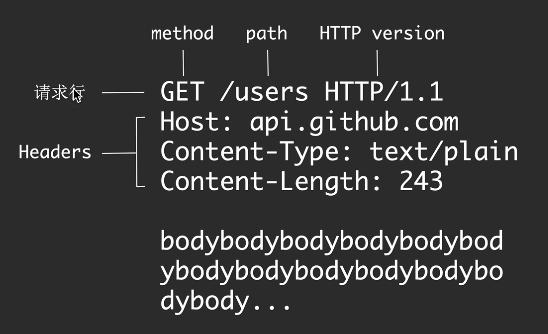 method path HTTP version
请求行 GET /users HTTP/1.1
Host: api.github.com
Headers Content-Type: text/plain
Content-Length: 243
bodybodybodybodybodybod
ybodybodybodybodybodybo
dybody...